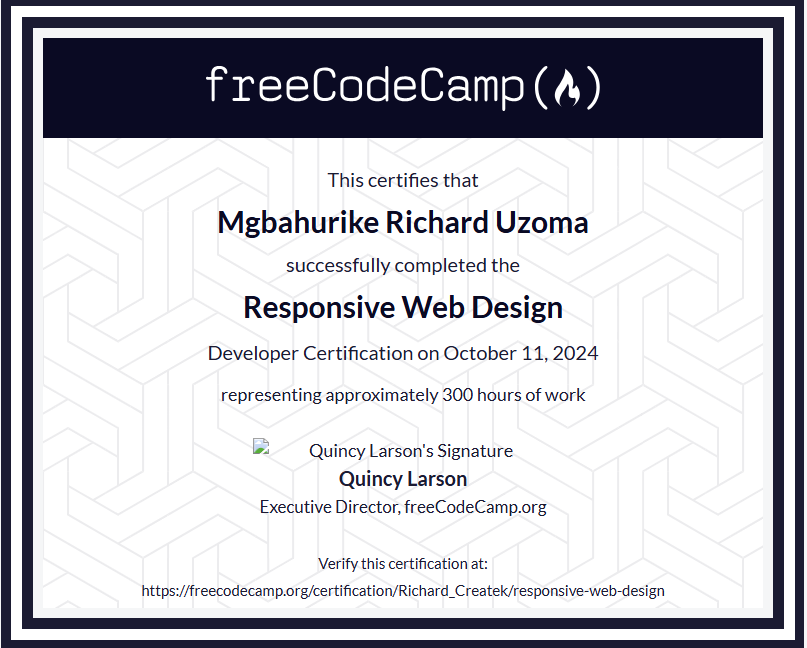 freeCodeCamp
This certifies that
Mgbahurike Richard Uzoma
successfully completed the
Responsive Web Design
Developer Certification on October 11, 2024
representing approximately 300 hours of work
Quincy Larson's Signature
Quincy Larson
Executive Director, freeCodeCamp.org
Verify this certification at:
https://freecodecamp.org/certification/Richard_Createk/responsive-web-design